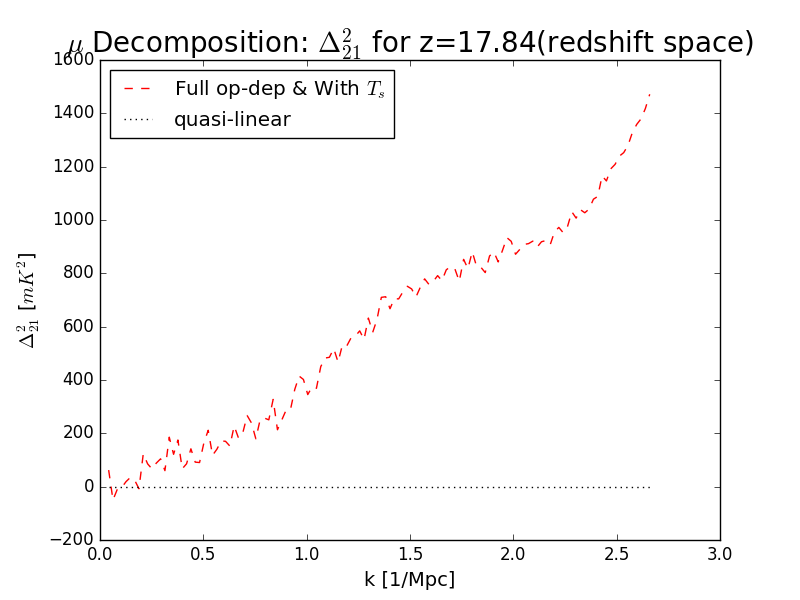 μ Decomposition: Δ²₂₁ for z=17.84(redshift space)
1600
1400
1200
1000
800
600
400
200
0
−200
Full op-dep & With Tₛ
quasi-linear
Δ²₂₁ [mK²]
0.0 0.5 1.0 1.5 2.0 2.5 3.0
k [1/Mpc]